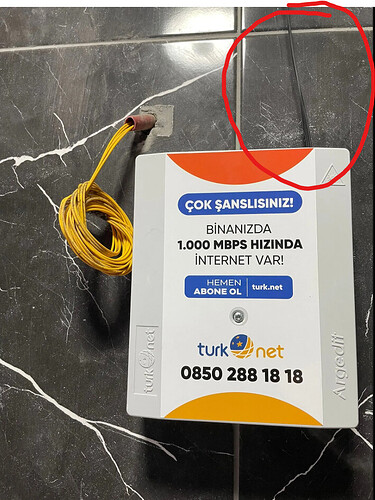 ÇOK ŞANSLISINIZ!
BİNANIZDA
1.000 MBPS HIZINDA
İNTERNET VAR!
HEMEN
ABONE OL
turk.net
turk net
0850 288 18 18
turk net
Argedit